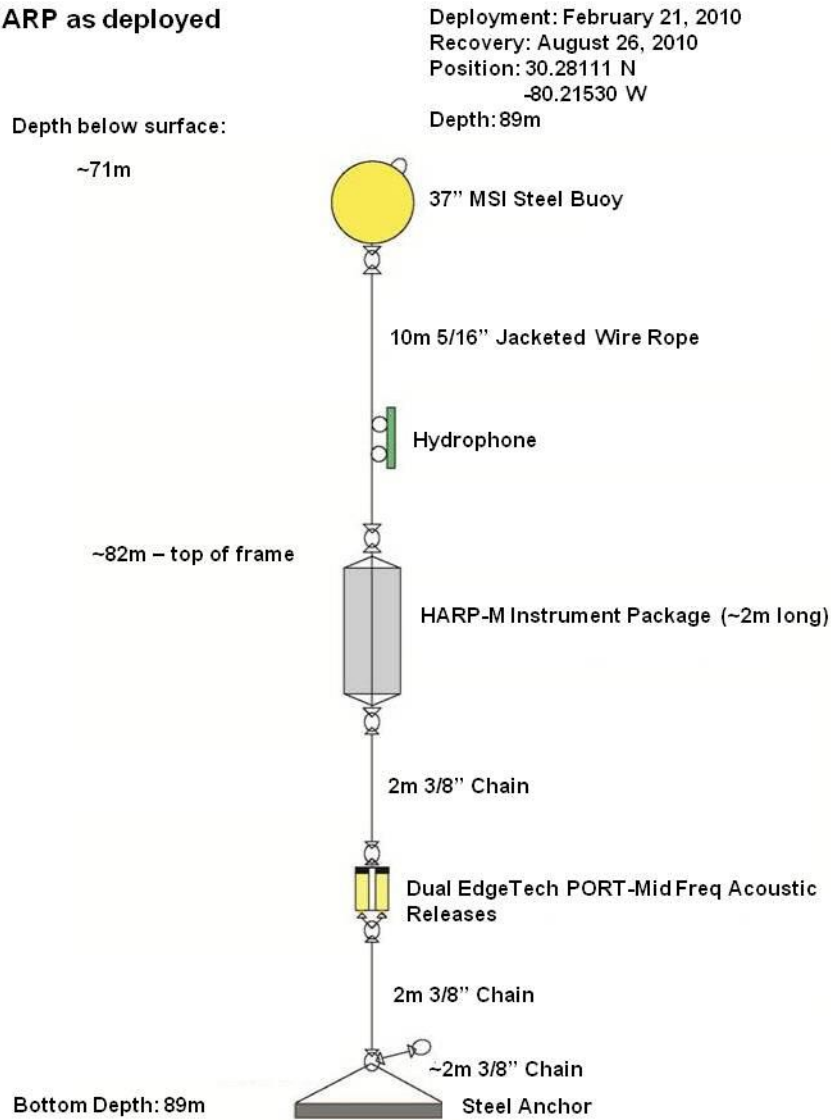 ARP as deployed
Deployment: February 21, 2010
Recovery: August 26, 2010
Position: 30.28111 N
-80.21530 W
Depth: 89m
Depth below surface:
~71m
37” MSI Steel Buoy
10m 5/16” Jacketed Wire Rope
Hydrophone
~82m – top of frame
HARP-M Instrument Package (~2m long)
2m 3/8” Chain
Dual EdgeTech PORT-Mid Freq Acoustic
Releases
2m 3/8” Chain
~2m 3/8” Chain
Bottom Depth: 89m
Steel Anchor